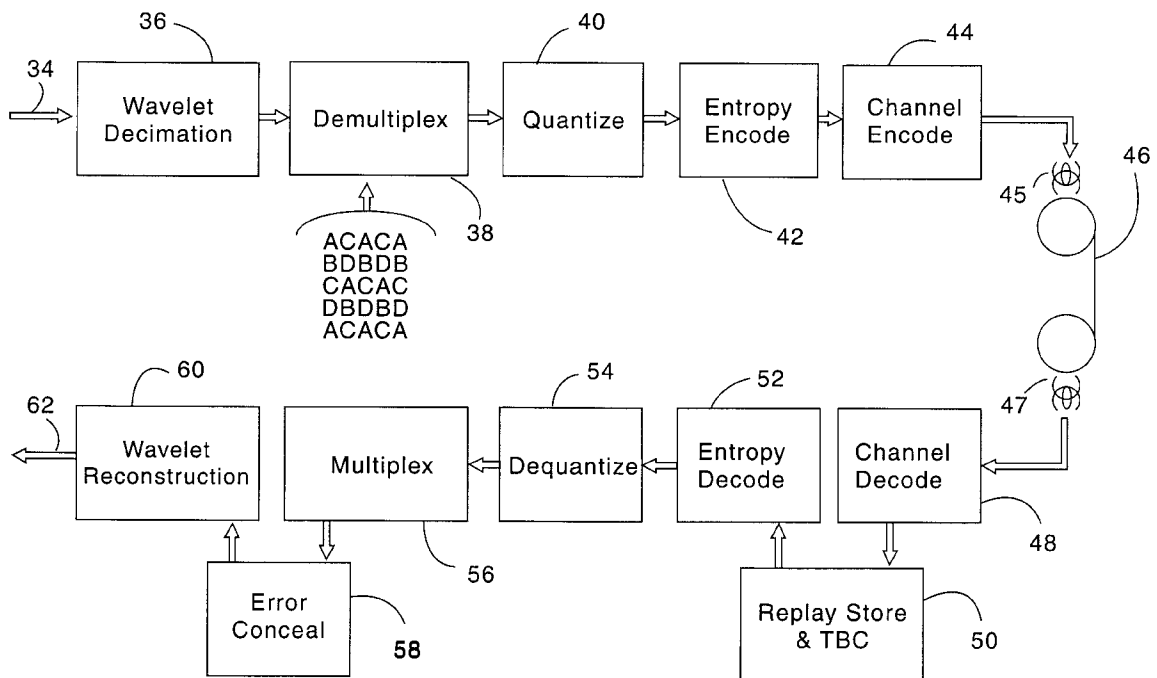 36
40
44
34
Wavelet
Decimation
Demultiplex
Quantize
Entropy
Encode
Channel
Encode
46
45
38
42
ACACA
BDBDB
CACAC
DBDBD
ACACA
60
54
52
47
62
Wavelet
Reconstruction
Multiplex
Dequantize
Entropy
Decode
Channel
Decode
48
56
Error
Conceal
58
Replay Store
& TBC
50